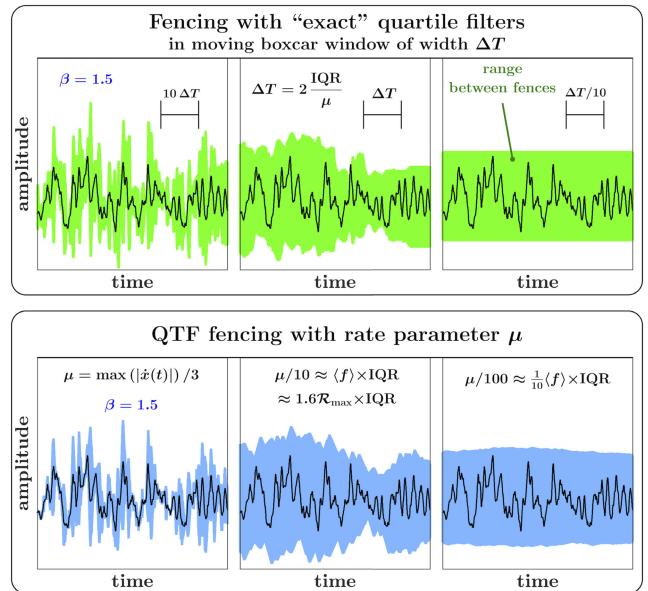 Fencing with “exact” quartile filters
in moving boxcar window of width ΔT
β = 1.5
10 ΔT
ΔT = 2 IQR/μ
ΔT
range
between fences
ΔT/10
amplitude
time
time
time
QTF fencing with rate parameter μ
μ = max (|ẋ(t)|) /3
β = 1.5
μ/10 ≈ ⟨f⟩×IQR
≈ 1.6ℛmax×IQR
μ/100 ≈ 1/10⟨f⟩×IQR
amplitude
time
time
time